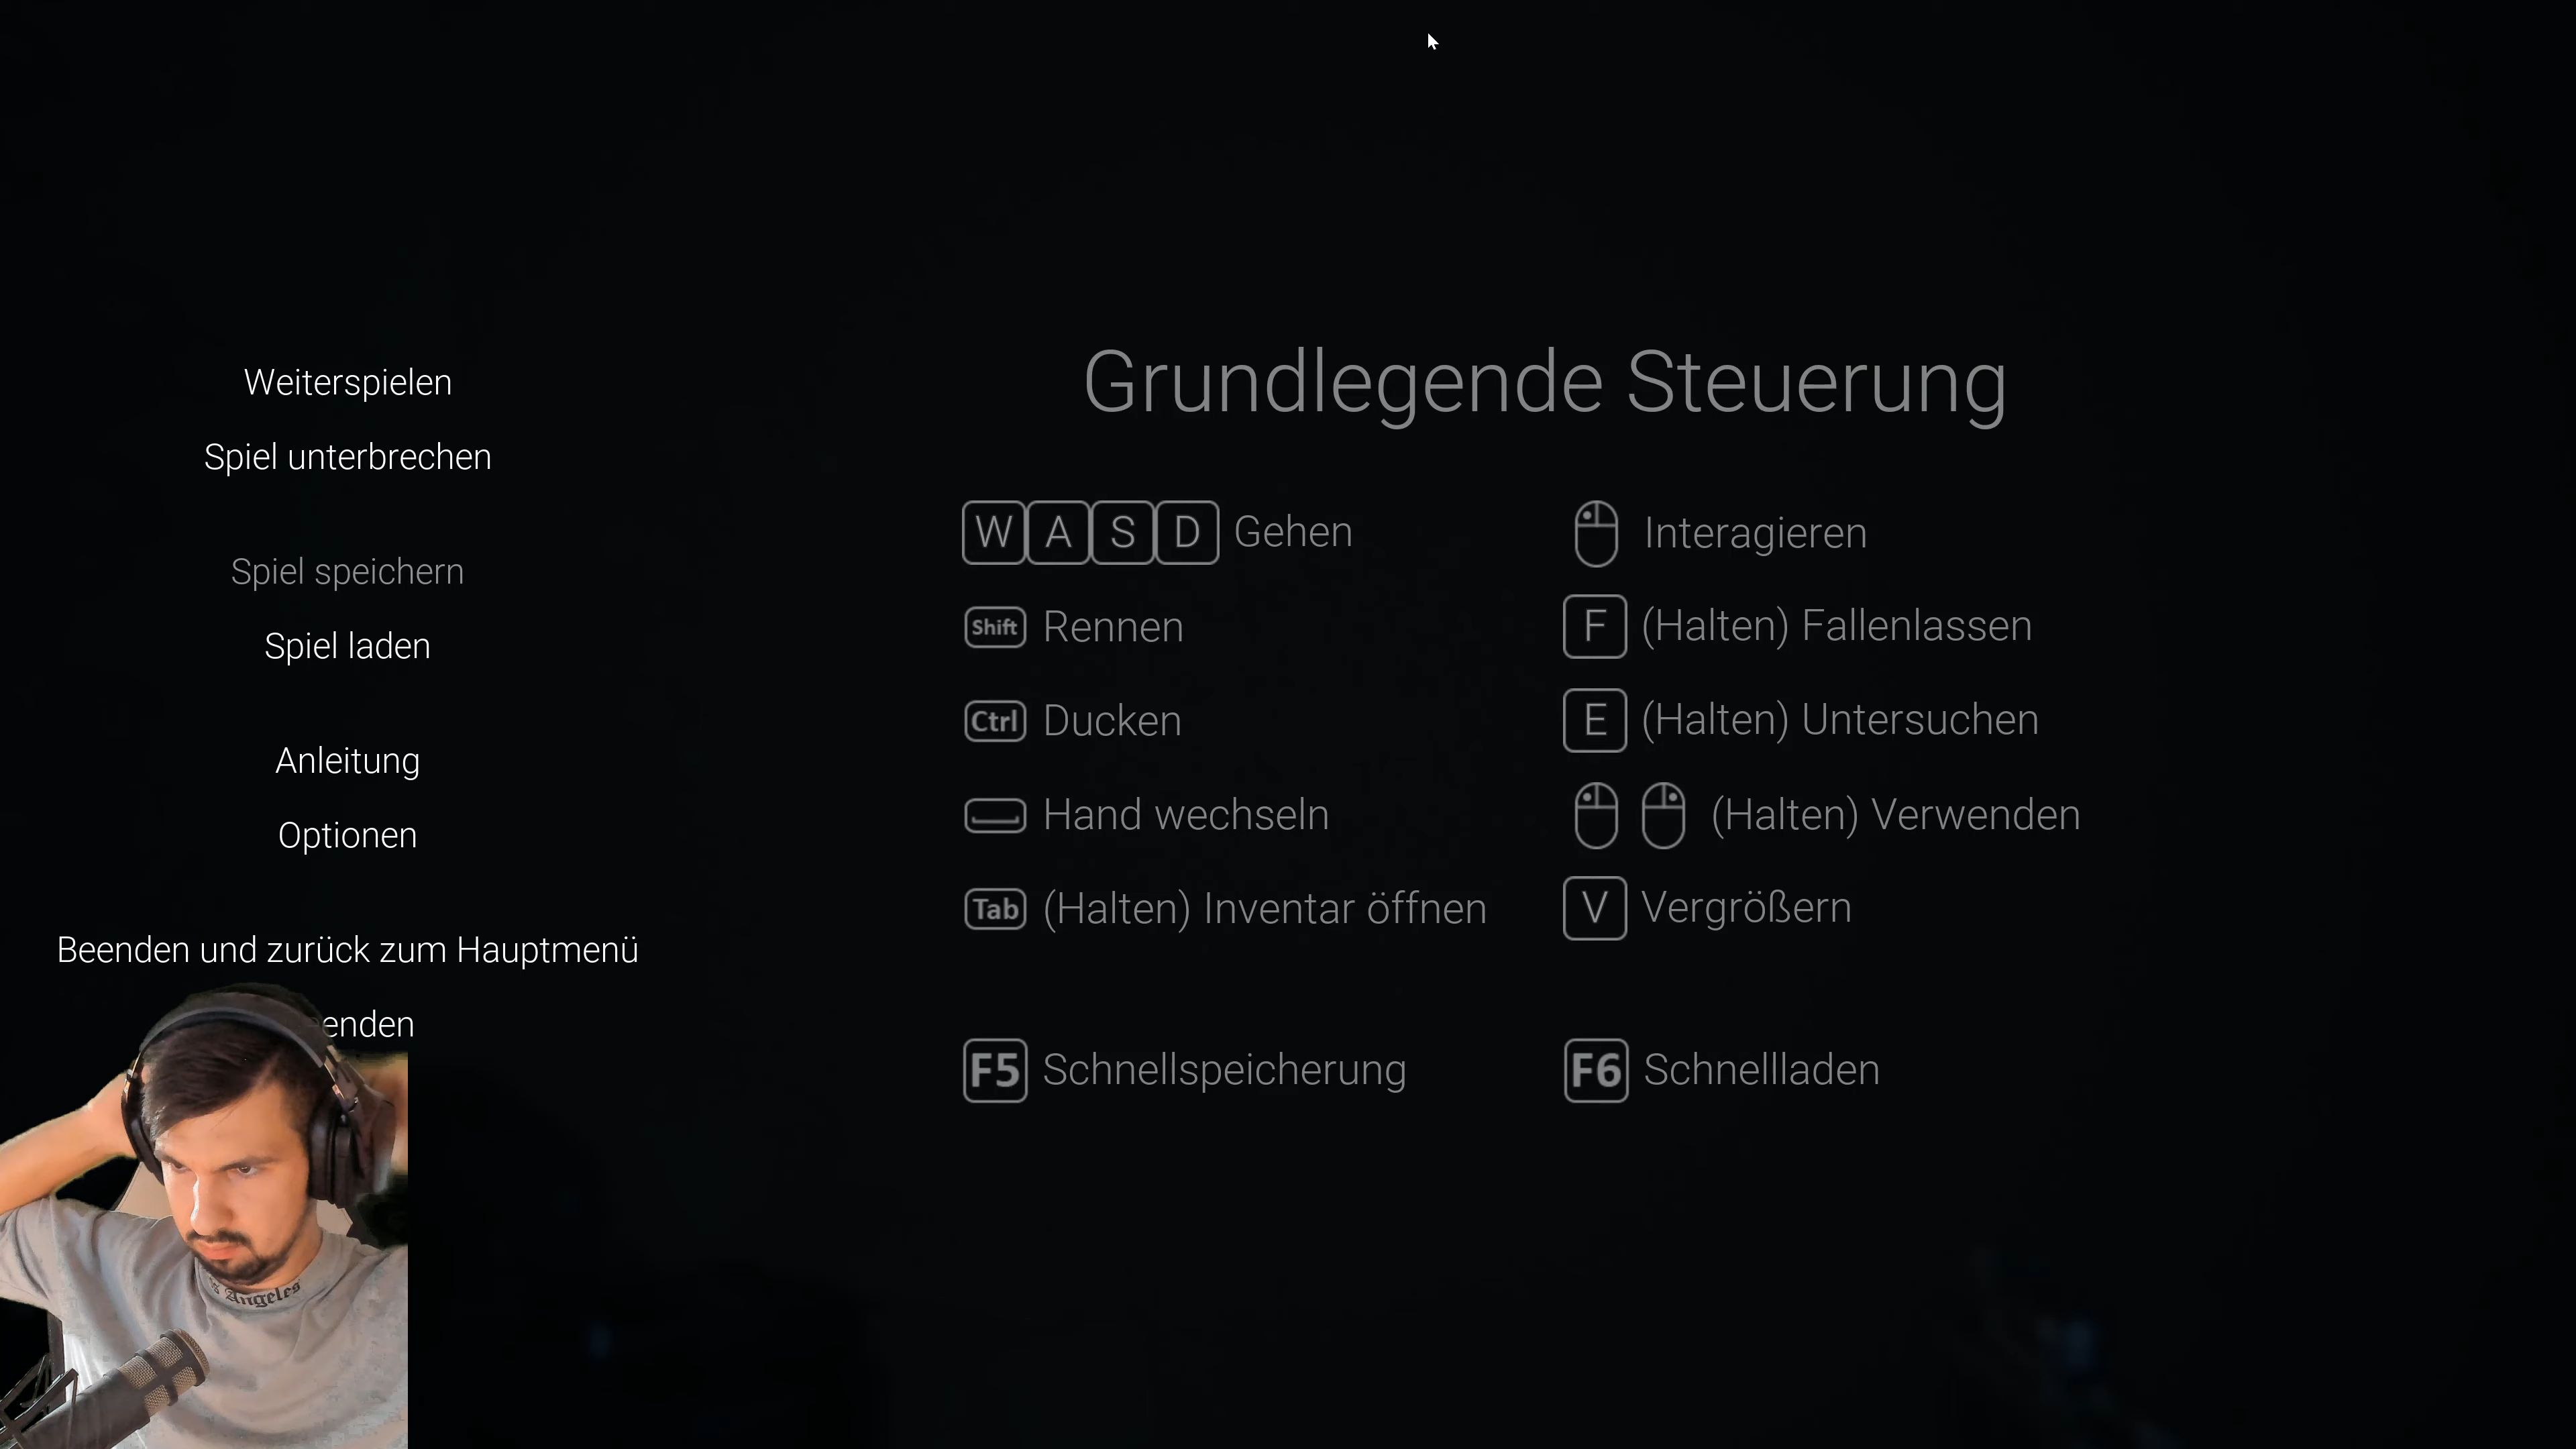 Weiterspielen
Spiel unterbrechen
Spiel speichern
Spiel laden
Anleitung
Optionen
Beenden und zurück zum Hauptmenü
Grundlegende Steuerung
W A S D Gehen
Shift Rennen
Ctrl Ducken
Hand wechseln
Tab (Halten) Inventar öffnen
F5 Schnellspeicherung
Interagieren
F (Halten) Fallenlassen
E (Halten) Untersuchen
(Halten) Verwenden
V Vergrößern
F6 Schnellladen
Angeles